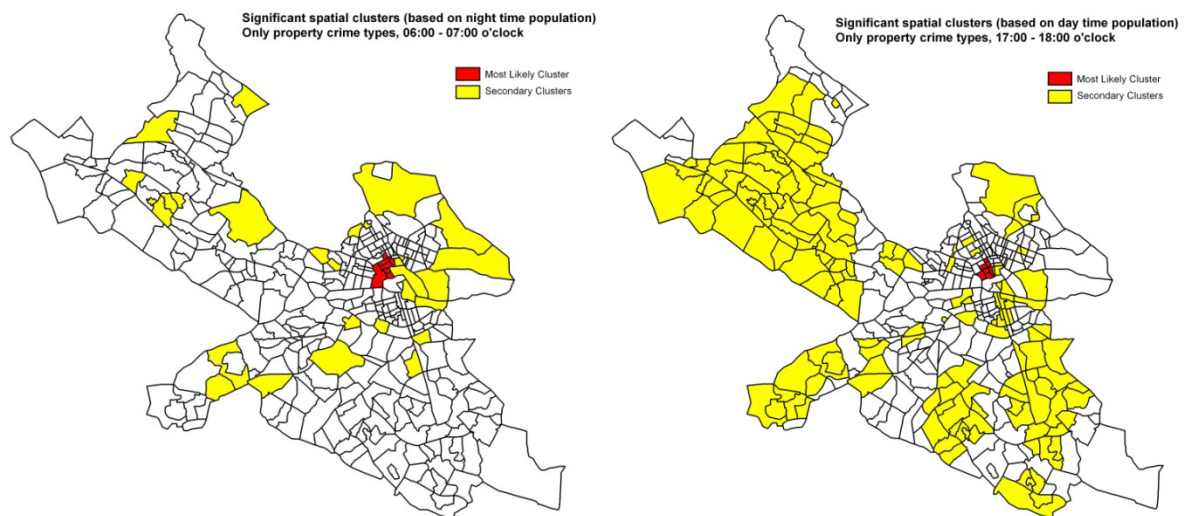 Significant spatial clusters (based on night time population)
Only property crime types, 06:00 - 07:00 o'clock
Most Likely Cluster
Secondary Clusters
Significant spatial clusters (based on day time population)
Only property crime types, 17:00 - 18:00 o'clock
Most Likely Cluster
Secondary Clusters